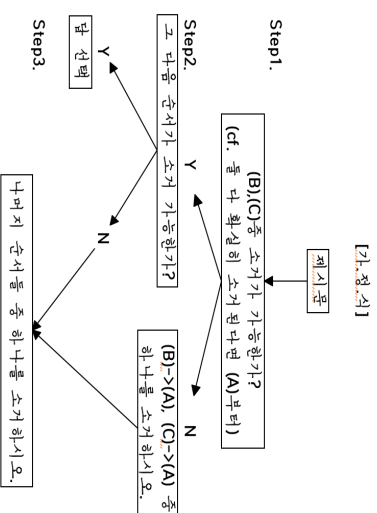 [가.정.식]
제시문
Step1.
(B),(C)중 소거가 가능한가?
(cf. 둘 다 확실히 소거 된다면 (A)부터)
Y
N
Step2.
그 다음 순서가 소거 가능한가?
(B)->(A), (C)->(A) 중
하나를 소거하시오.
Y
N
답 선택
Step3.
나머지 순서들 중 하나를 소거하시오.